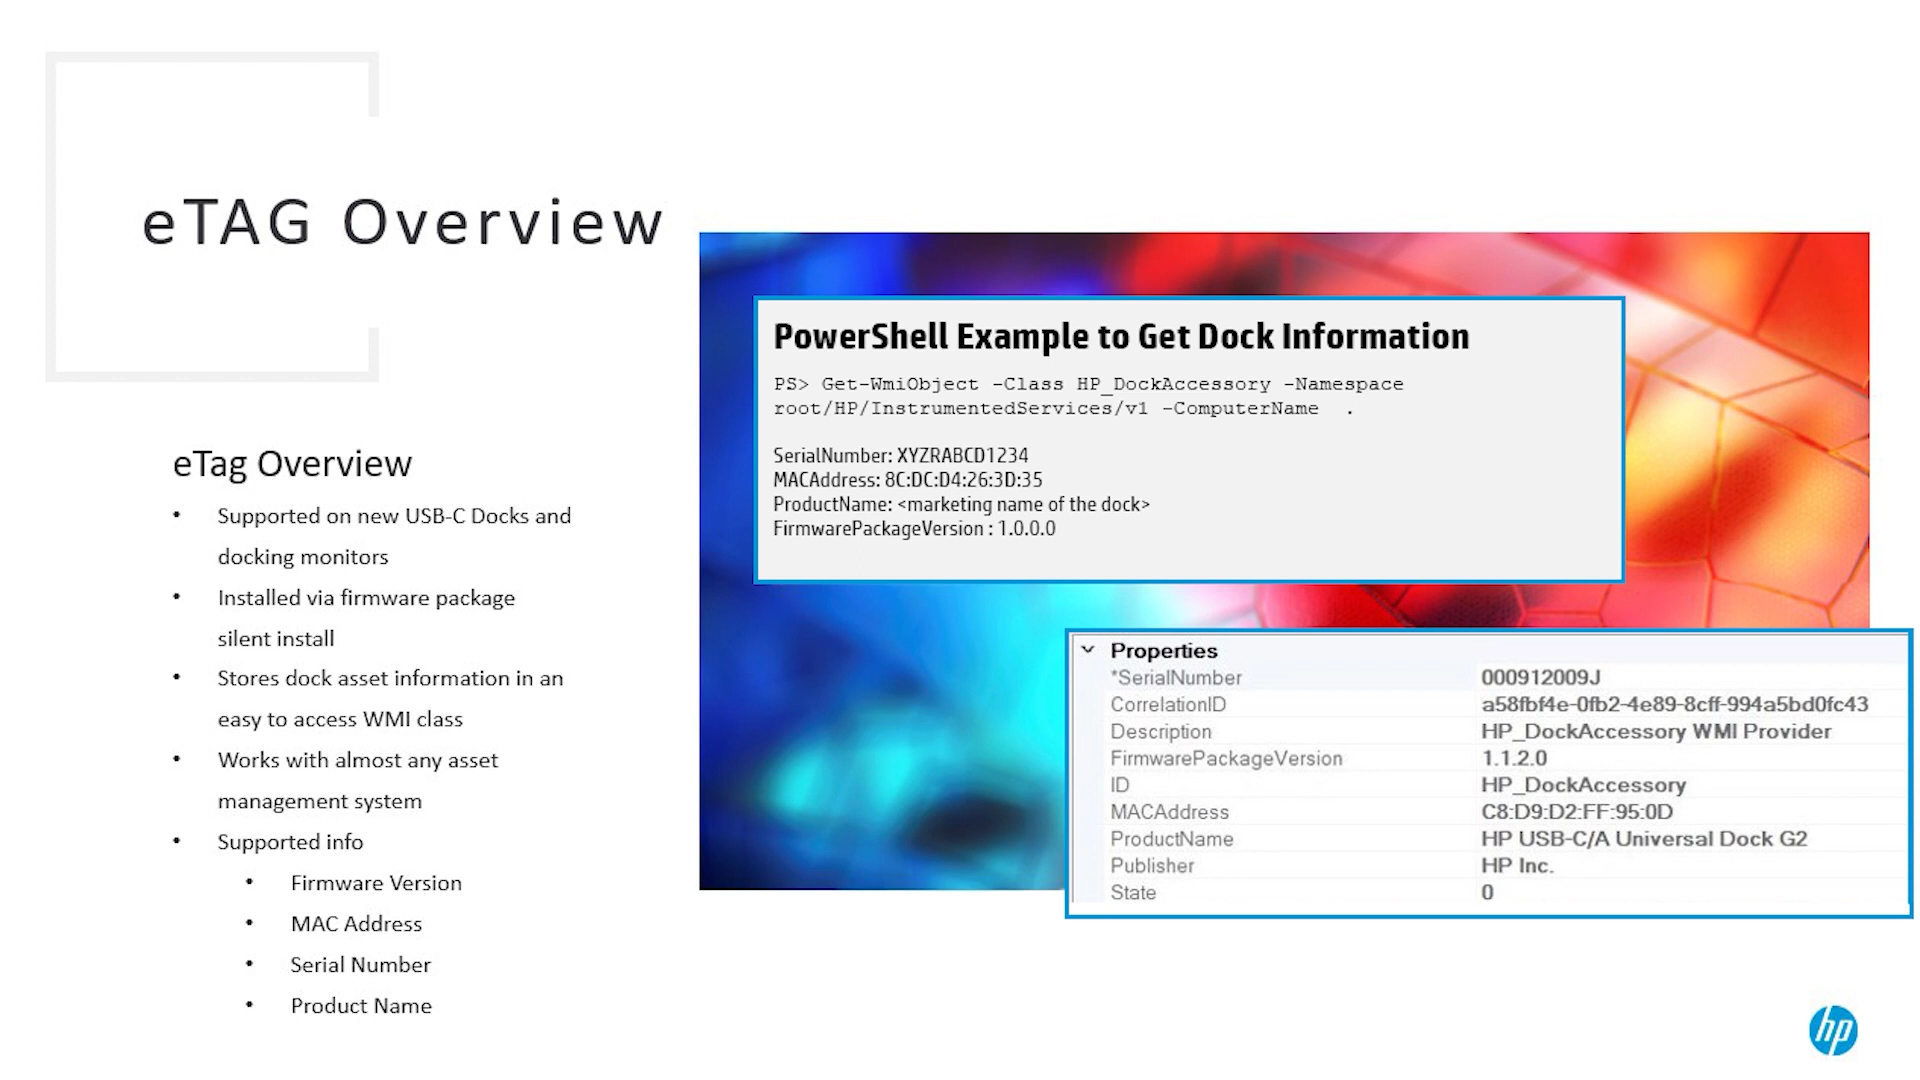 eTAG Overview
eTag Overview
• Supported on new USB-C Docks and
docking monitors
• Installed via firmware package
silent install
• Stores dock asset information in an
easy to access WMI class
• Works with almost any asset
management system
• Supported info
• Firmware Version
• MAC Address
• Serial Number
• Product Name
PowerShell Example to Get Dock Information
PS> Get-WmiObject -Class HP_DockAccessory -Namespace
root/HP/InstrumentedServices/v1 -ComputerName .
SerialNumber: XYZRABCD1234
MACAddress: 8C:DC:D4:26:3D:35
ProductName: <marketing name of the dock>
FirmwarePackageVersion : 1.0.0.0
Properties
*SerialNumber 000912009J
CorrelationID a58fbf4e-0fb2-4e89-8cff-994a5bd0fc43
Description HP_DockAccessory WMI Provider
FirmwarePackageVersion 1.1.2.0
ID HP_DockAccessory
MACAddress C8:D9:D2:FF:95:0D
ProductName HP USB-C/A Universal Dock G2
Publisher HP Inc.
State 0
hp